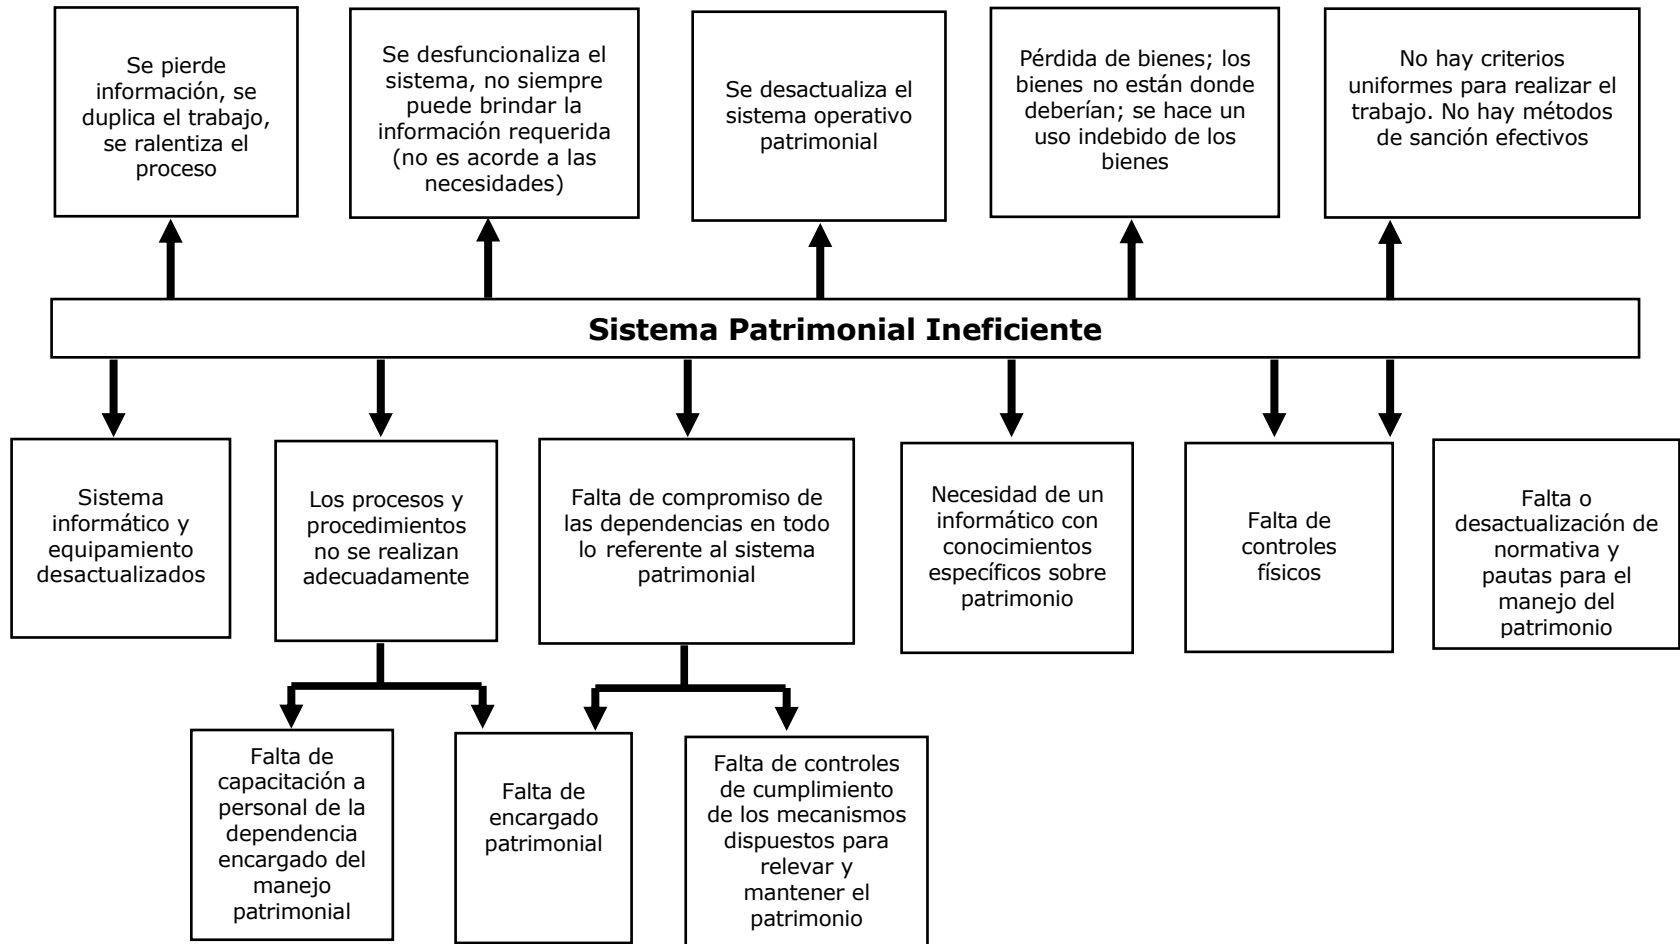 Se pierde
información, se
duplica el trabajo,
se ralentiza el
proceso
Se desfuncionaliza el
sistema, no siempre
puede brindar la
información requerida
(no es acorde a las
necesidades)
Se desactualiza el
sistema operativo
patrimonial
Pérdida de bienes; los
bienes no están donde
deberían; se hace un
uso indebido de los
bienes
No hay criterios
uniformes para realizar el
trabajo. No hay métodos
de sanción efectivos
Sistema Patrimonial Ineficiente
Sistema
informático y
equipamiento
desactualizados
Los procesos y
procedimientos
no se realizan
adecuadamente
Falta de compromiso de
las dependencias en todo
lo referente al sistema
patrimonial
Necesidad de un
informático con
conocimientos
específicos sobre
patrimonio
Falta de
controles
físicos
Falta o
desactualización de
normativa y
pautas para el
manejo del
patrimonio
Falta de
capacitación a
personal de la
dependencia
encargado del
manejo
patrimonial
Falta de
encargado
patrimonial
Falta de controles
de cumplimiento
de los mecanismos
dispuestos para
relevar y
mantener el
patrimonio